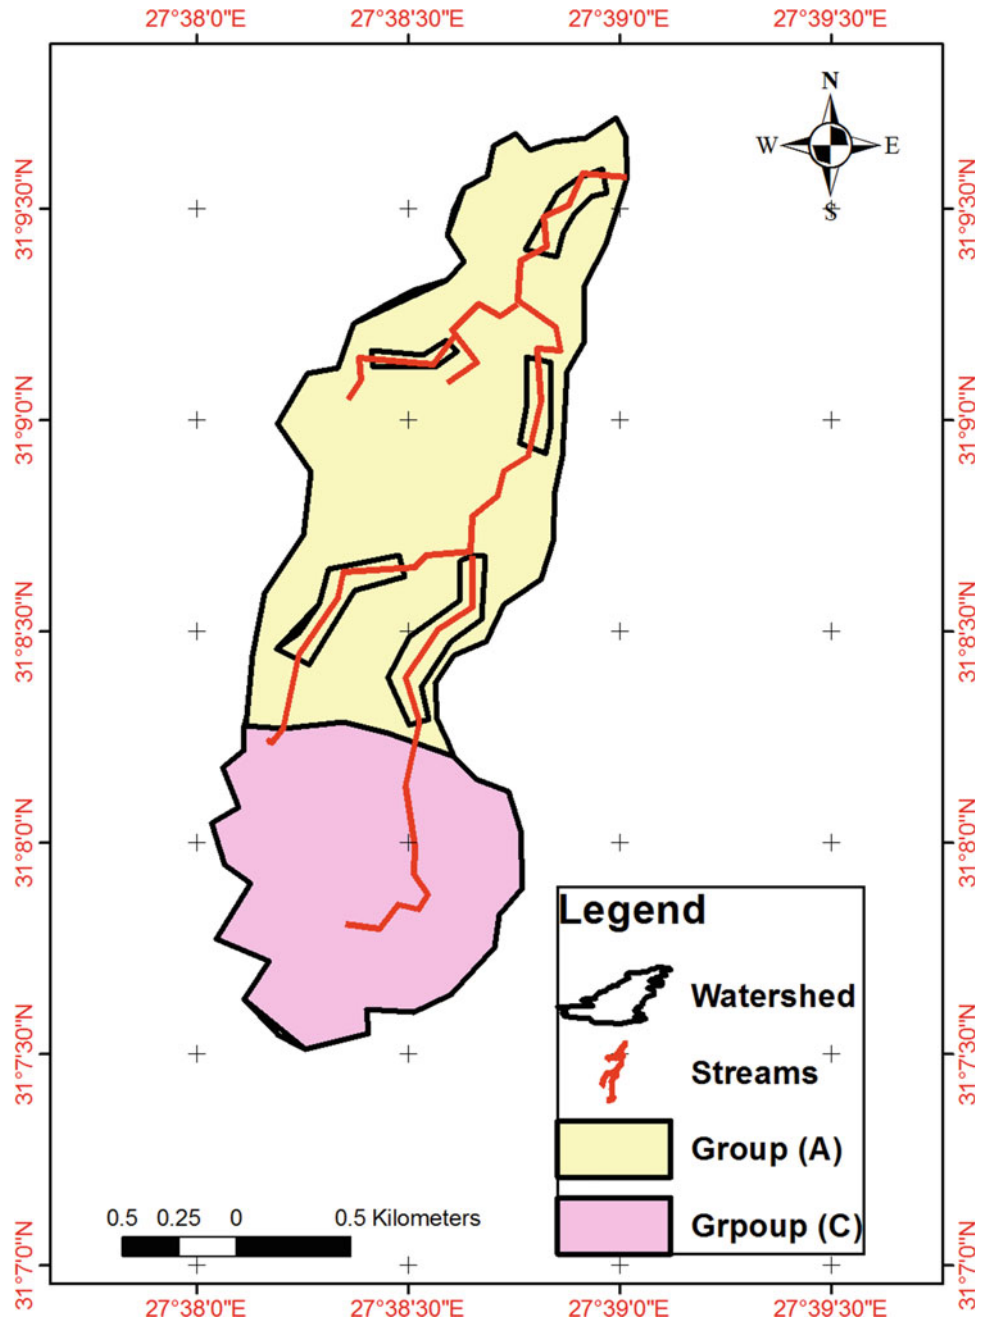 27°38'0"E 27°38'30"E 27°39'0"E 27°39'30"E
N
W E
S
31°9'30"N 31°9'30"N
31°9'0"N 31°9'0"N
31°8'30"N 31°8'30"N
31°8'0"N 31°8'0"N
31°7'30"N 31°7'30"N
31°7'0"N 31°7'0"N
Legend
Watershed
Streams
Group (A)
Grpoup (C)
0.5 0.25 0 0.5 Kilometers
27°38'0"E 27°38'30"E 27°39'0"E 27°39'30"E